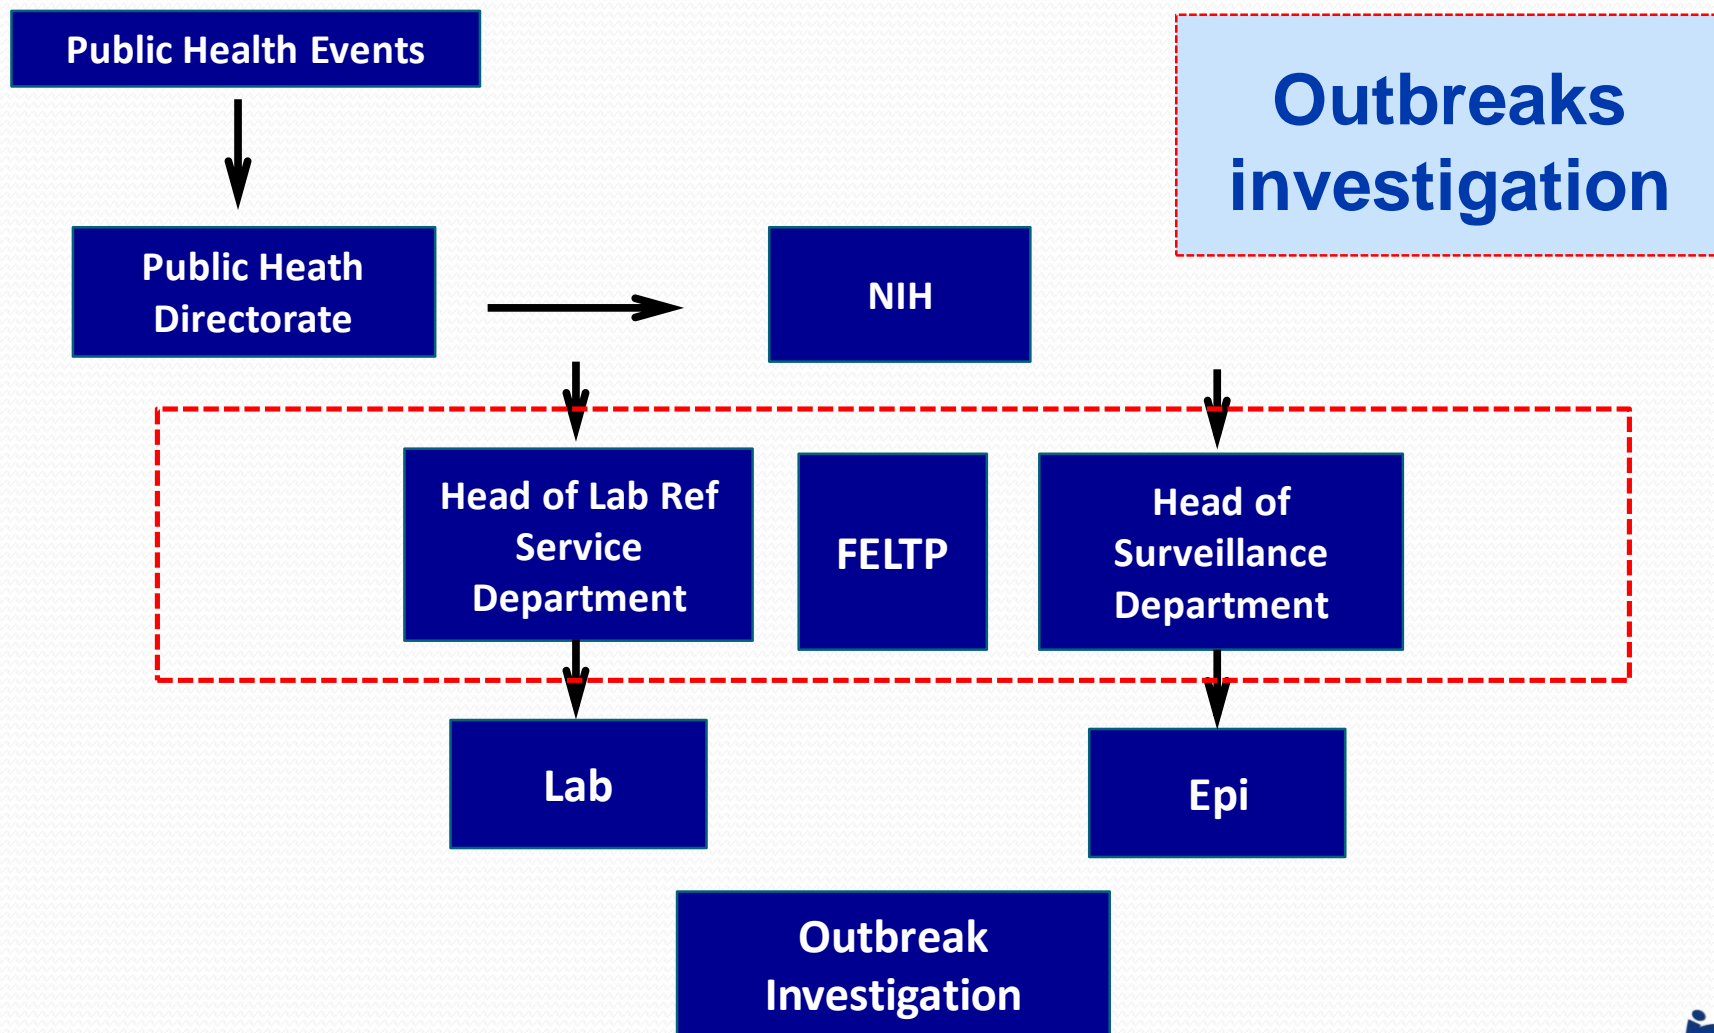 Public Health Events
Outbreaks
investigation
Public Heath
Directorate
NIH
Head of Lab Ref
Service
Department
FELTP
Head of
Surveillance
Department
Lab
Epi
Outbreak
Investigation